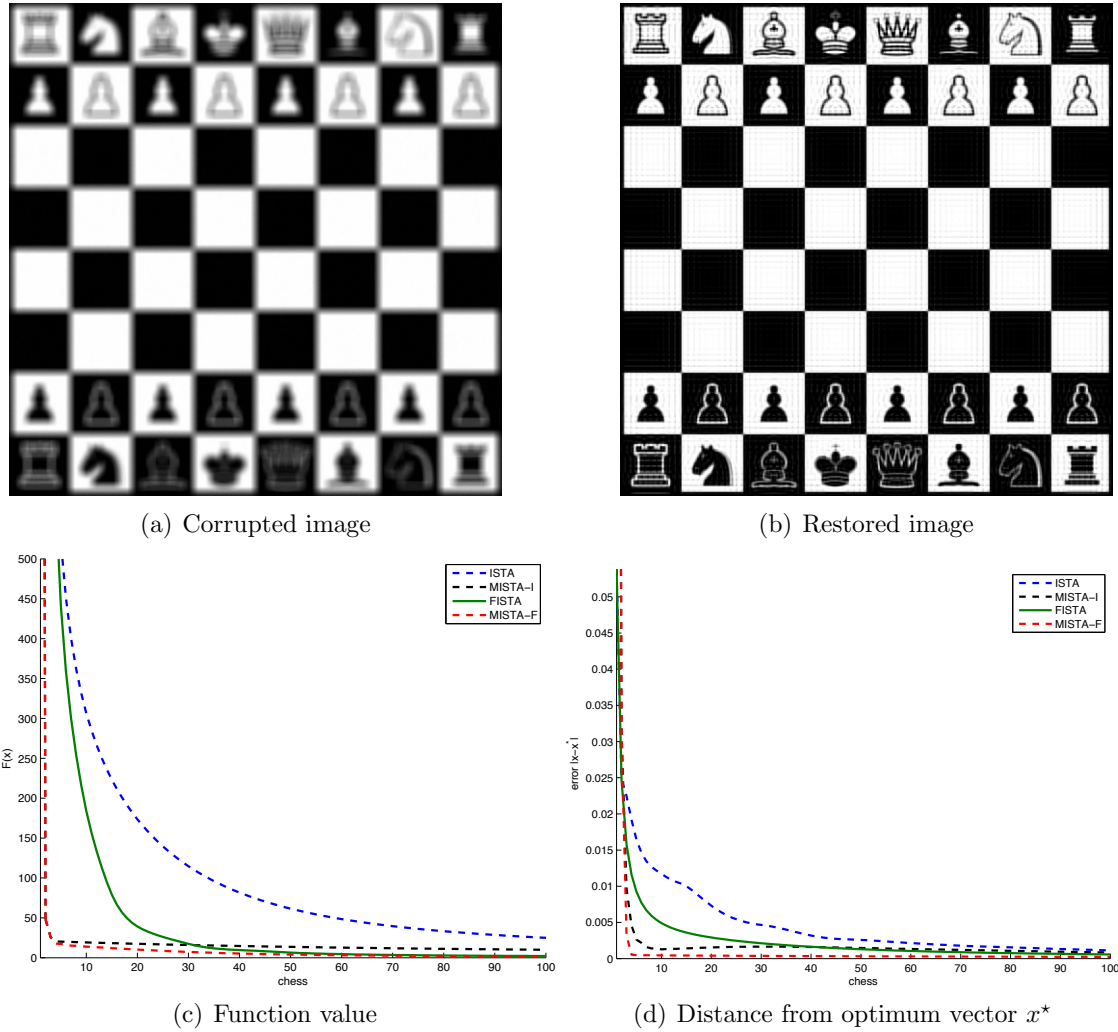 (a) Corrupted image
(b) Restored image
500
450
400
350
300
250
200
150
100
50
0
F(x)
10 20 30 40 50 60 70 80 90 100
chess
ISTA
MISTA-I
FISTA
MISTA-F
(c) Function value
0.05
0.045
0.04
0.035
0.03
0.025
0.02
0.015
0.01
0.005
0
error |x-x*|
10 20 30 40 50 60 70 80 90 100
chess
ISTA
MISTA-I
FISTA
MISTA-F
(d) Distance from optimum vector x⋆